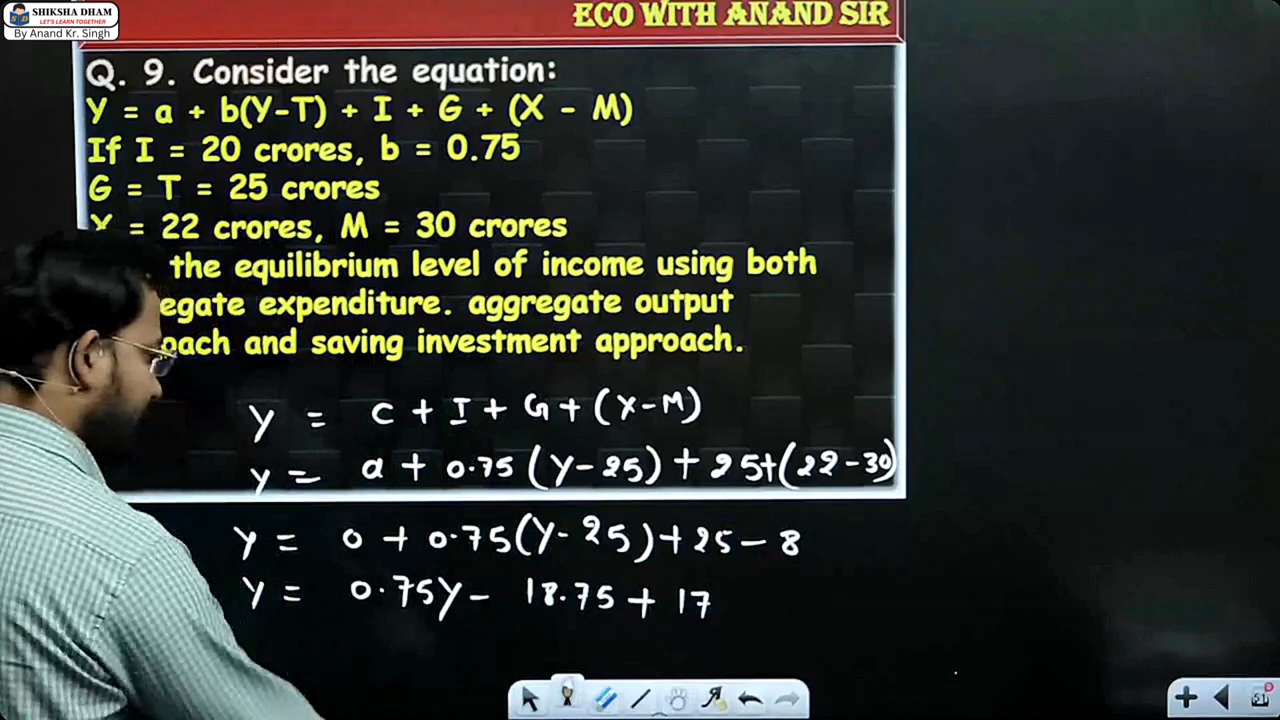 SHIKSHA DHAM
LET'S LEARN TOGETHER
By Anand Kr. Singh
ECO WITH ANAND SIR
Q. 9. Consider the equation:
Y = a + b(Y-T) + I + G + (X - M)
If I = 20 crores, b = 0.75
G = T = 25 crores
X = 22 crores, M = 30 crores
the equilibrium level of income using both
egate expenditure. aggregate output
oach and saving investment approach.
Y = C + I + G + (X-M)
Y = a + 0.75 (Y-25) + 25+(22-30)
Y = 0 + 0.75(Y-25)+25-8
Y = 0.75Y - 18.75 + 17
51